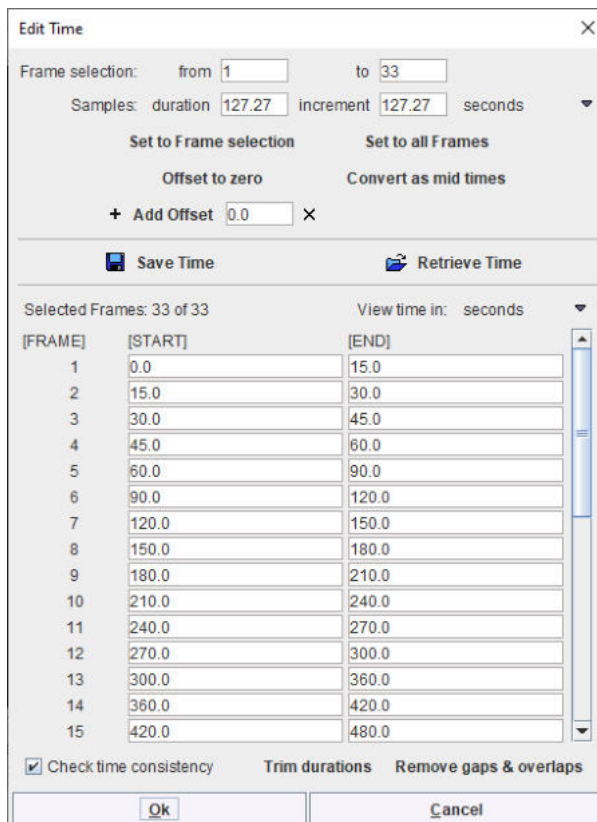 Edit Time
Frame selection: from 1 to 33
Samples: duration 127.27 increment 127.27 seconds
Set to Frame selection Set to all Frames
Offset to zero Convert as mid times
+ Add Offset 0.0 ×
Save Time Retrieve Time
Selected Frames: 33 of 33 View time in: seconds
[FRAME] [START] [END]
1 0.0 15.0
2 15.0 30.0
3 30.0 45.0
4 45.0 60.0
5 60.0 90.0
6 90.0 120.0
7 120.0 150.0
8 150.0 180.0
9 180.0 210.0
10 210.0 240.0
11 240.0 270.0
12 270.0 300.0
13 300.0 360.0
14 360.0 420.0
15 420.0 480.0
Check time consistency Trim durations Remove gaps & overlaps
Ok Cancel